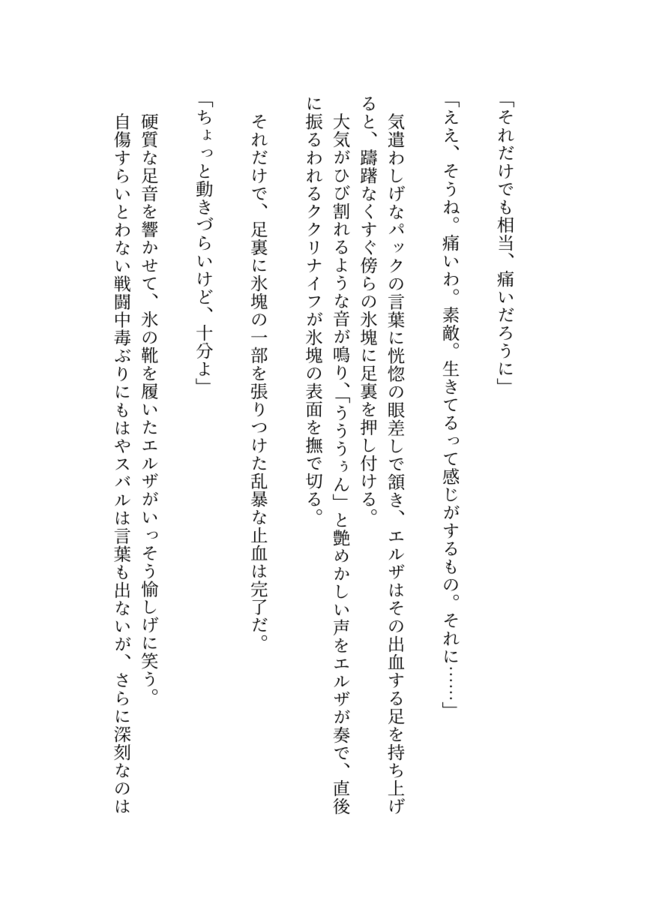 「それだけでも相当、痛いだろうに」
「ええ、そうね。痛いわ。素敵。生きてるって感じがするもの。それに……」
気遣わしげなパックの言葉に恍惚の眼差しで頷き、エルザはその出血する足を持ち上げ
ると、躊躇なくすぐ傍らの氷塊に足裏を押し付ける。
大気がひび割れるような音が鳴り、「うううぅん」と艶めかしい声をエルザが奏で、直後
に振るわれるククリナイフが氷塊の表面を撫で切る。
それだけで、足裏に氷塊の一部を張りつけた乱暴な止血は完了だ。
「ちょっと動きづらいけど、十分よ」
硬質な足音を響かせて、氷の靴を履いたエルザがいっそう愉しげに笑う。
自傷すらいとわない戦闘中毒ぶりにもはやスバルは言葉も出ないが、さらに深刻なのは